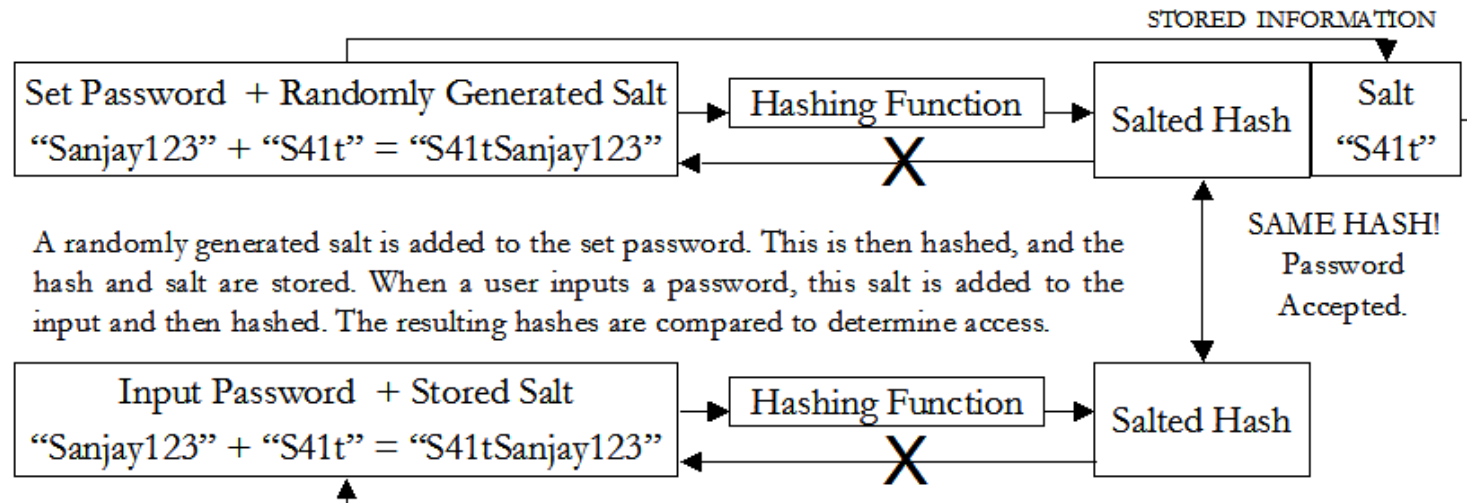 STORED INFORMATION
Set Password + Randomly Generated Salt
“Sanjay123” + “S41t” = “S41tSanjay123”
Hashing Function
X
Salted Hash
Salt
“S41t”
A randomly generated salt is added to the set password. This is then hashed, and the
hash and salt are stored. When a user inputs a password, this salt is added to the
input and then hashed. The resulting hashes are compared to determine access.
SAME HASH!
Password
Accepted.
Input Password + Stored Salt
“Sanjay123” + “S41t” = “S41tSanjay123”
Hashing Function
X
Salted Hash